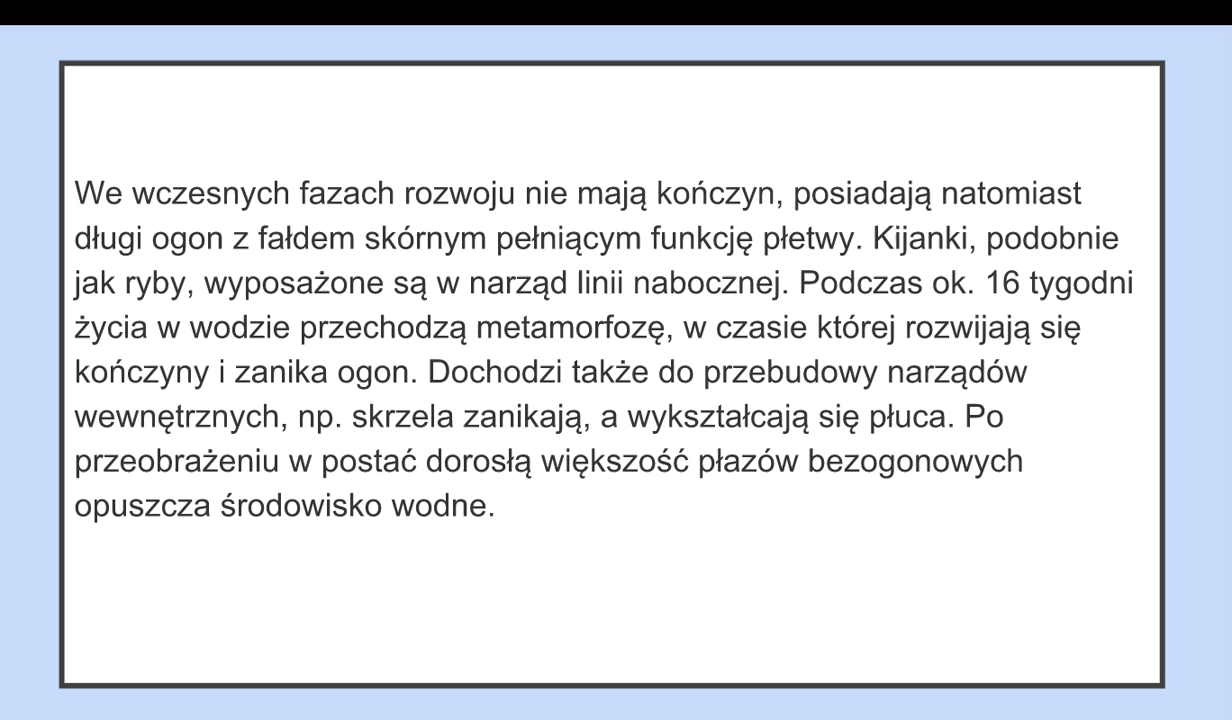 We wczesnych fazach rozwoju nie mają kończyn, posiadają natomiast
długi ogon z fałdem skórnym pełniącym funkcję płetwy. Kijanki, podobnie
jak ryby, wyposażone są w narząd linii nabocznej. Podczas ok. 16 tygodni
życia w wodzie przechodzą metamorfozę, w czasie której rozwijają się
kończyny i zanika ogon. Dochodzi także do przebudowy narządów
wewnętrznych, np. skrzela zanikają, a wykształcają się płuca. Po
przeobrażeniu w postać dorosłą większość płazów bezogonowych
opuszcza środowisko wodne.